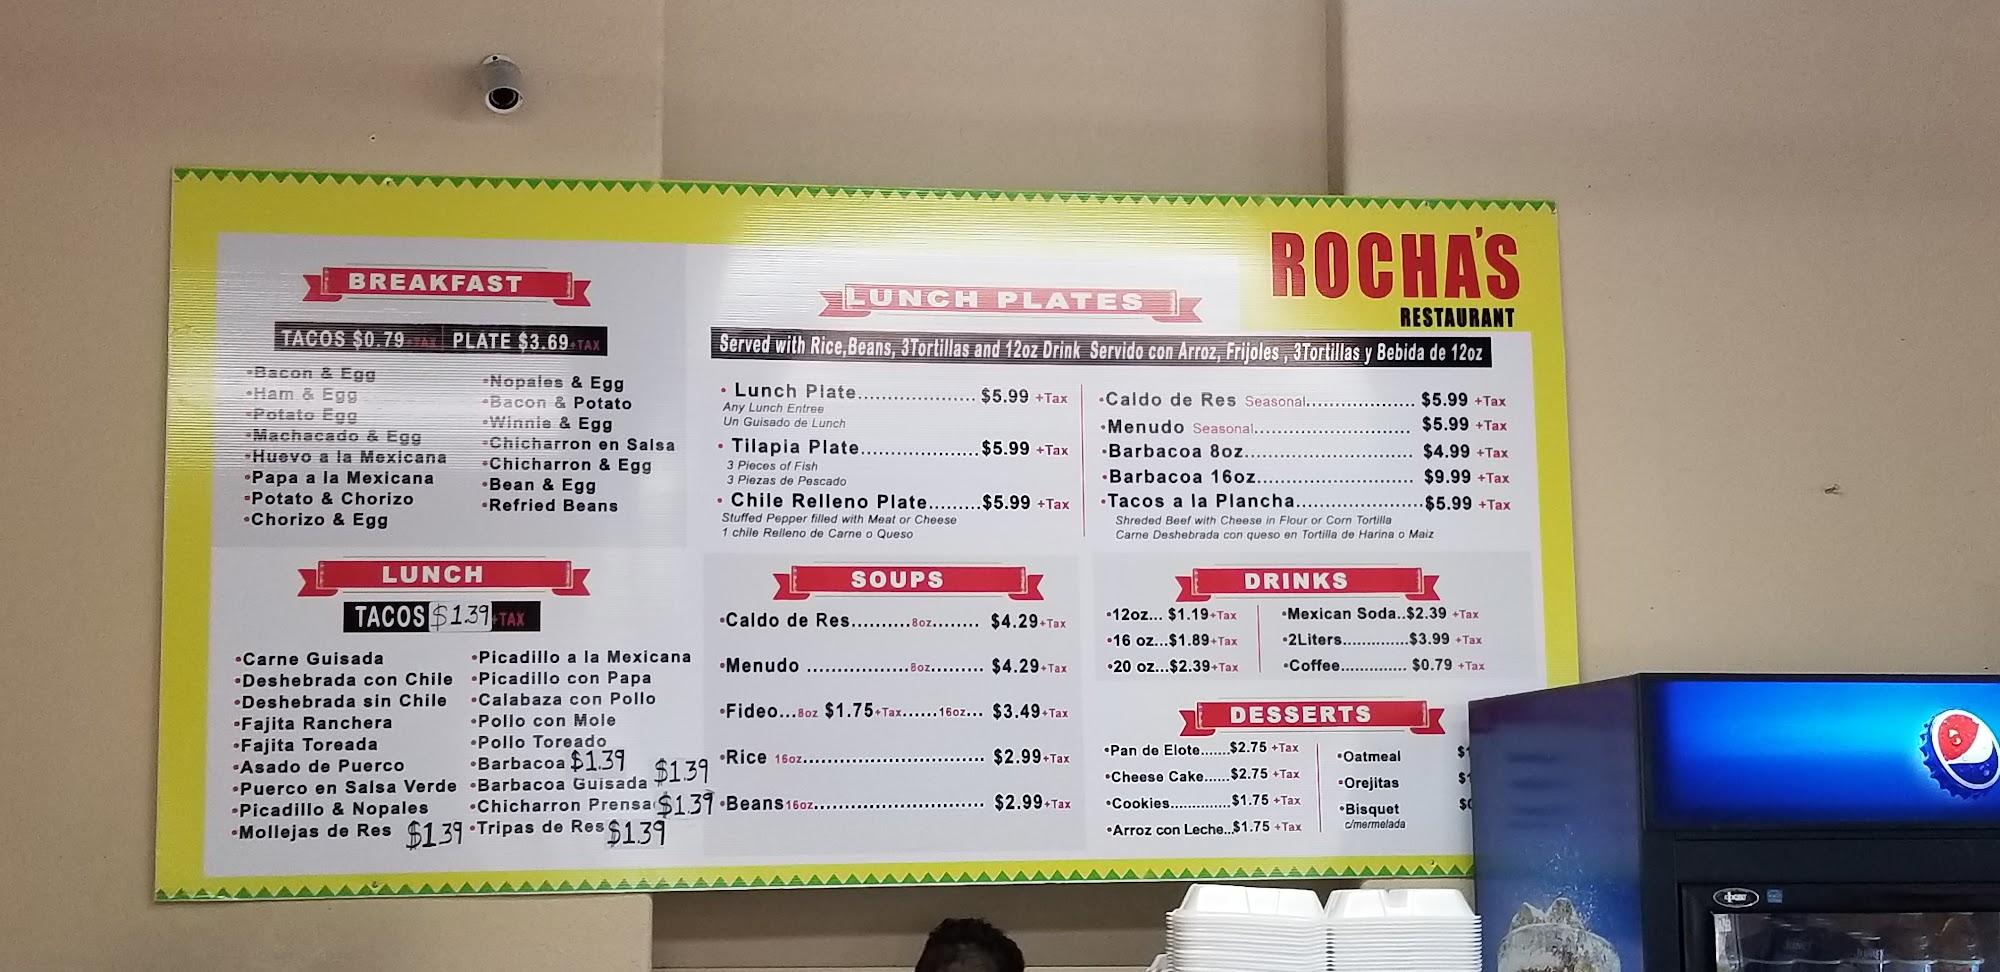 ROCHA'S
RESTAURANT
BREAKFAST
TACOS $0.79+TAX PLATE $3.69+TAX
•Bacon & Egg
•Ham & Egg
•Potato Egg
•Machacado & Egg
•Huevo a la Mexicana
•Papa a la Mexicana
•Potato & Chorizo
•Chorizo & Egg
•Nopales & Egg
•Bacon & Potato
•Winnie & Egg
•Chicharron en Salsa
•Chicharron & Egg
•Bean & Egg
•Refried Beans
LUNCH
TACOS $1.39+TAX
•Carne Guisada
•Deshebrada con Chile
•Deshebrada sin Chile
•Fajita Ranchera
•Fajita Toreada
•Asado de Puerco
•Puerco en Salsa Verde
•Picadillo & Nopales
•Mollejas de Res $1.39
•Picadillo a la Mexicana
•Picadillo con Papa
•Calabaza con Pollo
•Pollo con Mole
•Pollo Toreado
•Barbacoa $1.39
•Barbacoa Guisada $1.39
•Chicharron Prensa $1.39
•Tripas de Res $1.39
LUNCH PLATES
Served with Rice,Beans, 3Tortillas and 12oz Drink Servido con Arroz, Frijoles , 3Tortillas y Bebida de 12oz
• Lunch Plate.................... $5.99 +Tax
Any Lunch Entree
Un Guisado de Lunch
• Tilapia Plate.....................$5.99 +Tax
3 Pieces of Fish
3 Piezas de Pescado
• Chile Relleno Plate.........$5.99 +Tax
Stuffed Pepper filled with Meat or Cheese
1 chile Relleno de Carne o Queso
•Caldo de Res Seasonal.................... $5.99 +Tax
•Menudo Seasonal............................. $5.99 +Tax
•Barbacoa 8oz................................ $4.99 +Tax
•Barbacoa 16oz.............................. $9.99 +Tax
•Tacos a la Plancha........................$5.99 +Tax
Shreded Beef with Cheese in Flour or Corn Tortilla
Carne Deshebrada con queso en Tortilla de Harina o Maiz
SOUPS
•Caldo de Res..........8oz........ $4.29+Tax
•Menudo .................8oz......... $4.29+Tax
•Fideo...8oz $1.75+Tax......16oz... $3.49+Tax
•Rice 16oz............................... $2.99+Tax
•Beans16oz............................. $2.99+Tax
DRINKS
•12oz... $1.19+Tax
•16 oz...$1.89+Tax
•20 oz...$2.39+Tax
•Mexican Soda..$2.39 +Tax
•2Liters.............$3.99 +Tax
•Coffee............. $0.79 +Tax
DESSERTS
•Pan de Elote......$2.75 +Tax
•Cheese Cake......$2.75 +Tax
•Cookies..............$1.75 +Tax
•Arroz con Leche...$1.75 +Tax
•Oatmeal
•Orejitas
•Bisquet
c/mermelada